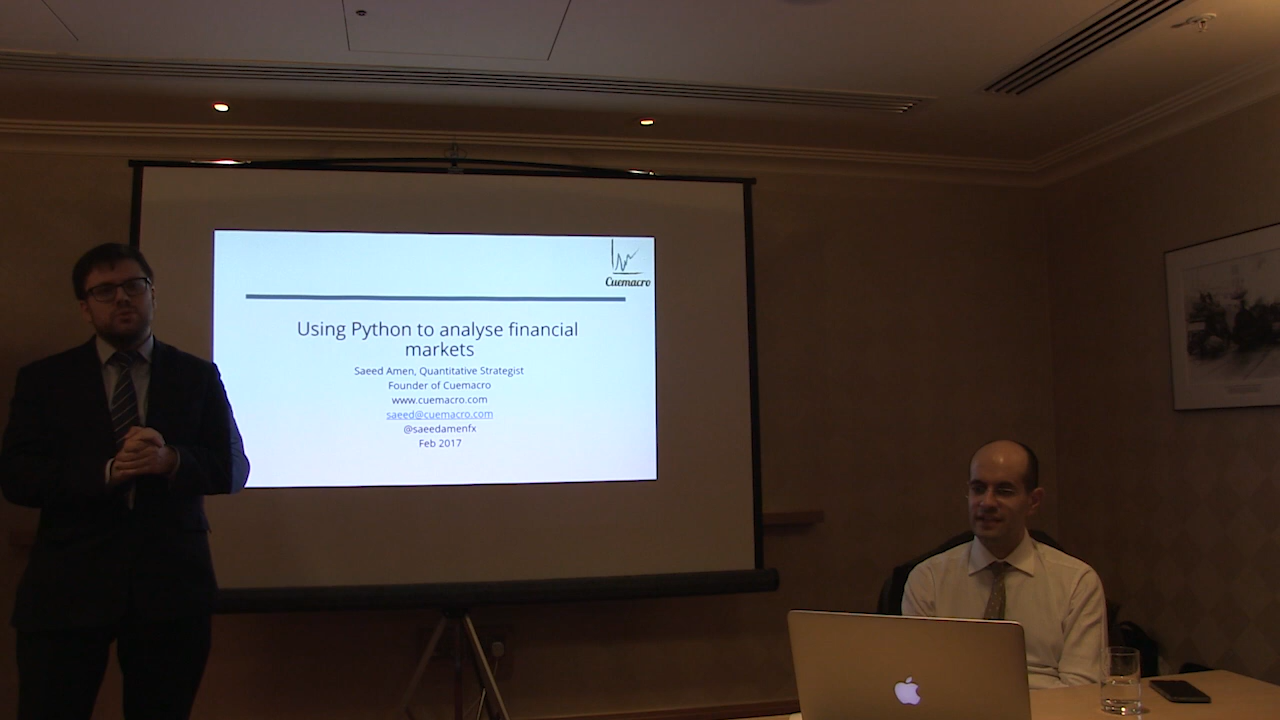 Cuemacro
Using Python to analyse financial
markets
Saeed Amen, Quantitative Strategist
Founder of Cuemacro
www.cuemacro.com
saeed@cuemacro.com
@saeedamenfx
Feb 2017